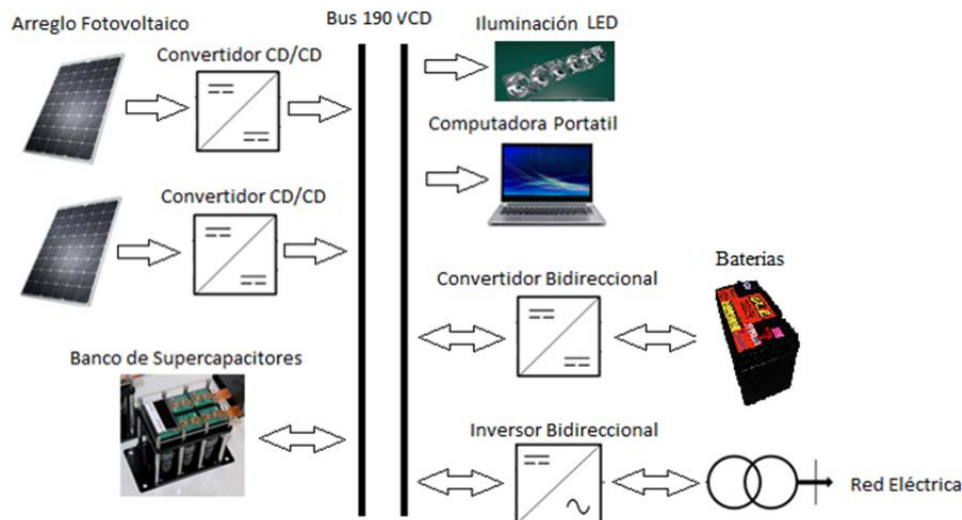 Arreglo Fotovoltaico
Bus 190 VCD
Iluminación LED
Convertidor CD/CD
Computadora Portatil
Convertidor CD/CD
Convertidor Bidireccional
Baterias
Banco de Supercapacitores
Inversor Bidireccional
Red Eléctrica